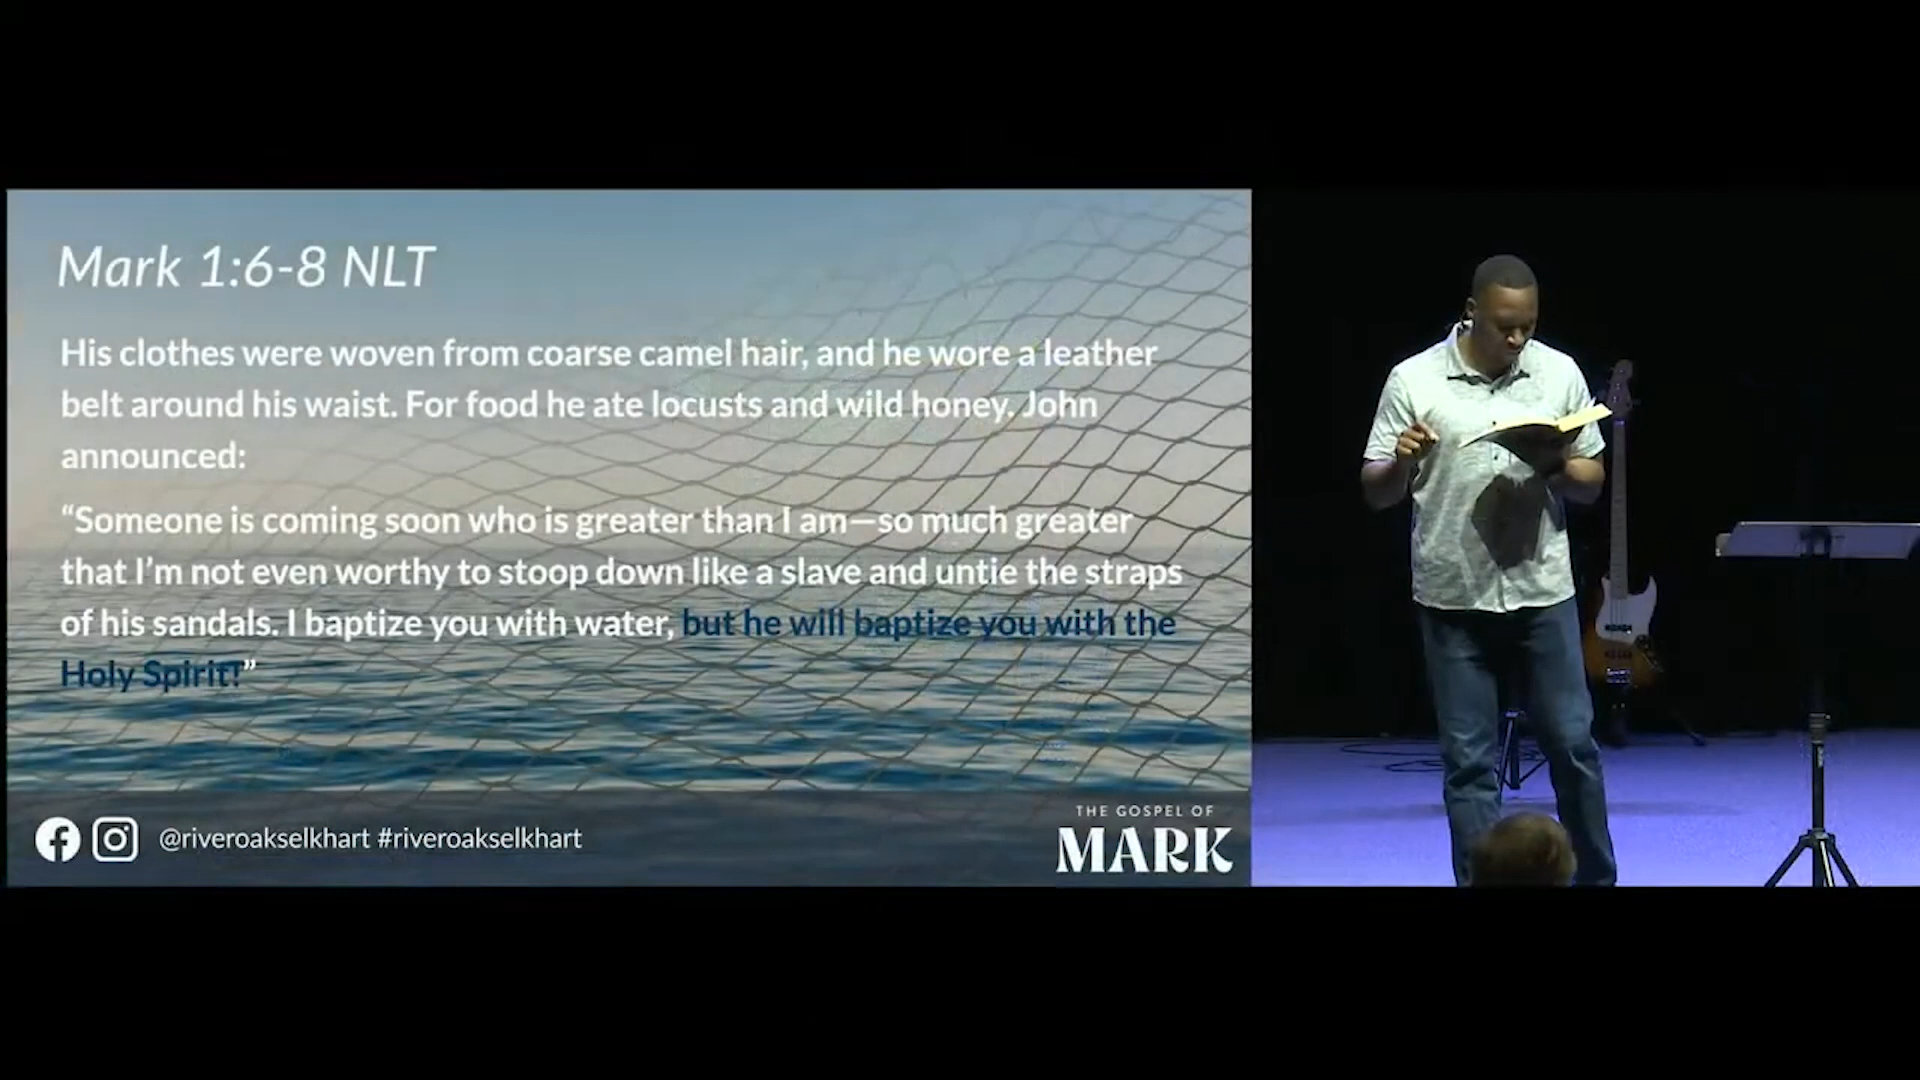 Mark 1:6-8 NLT
His clothes were woven from coarse camel hair, and he wore a leather
belt around his waist. For food he ate locusts and wild honey. John
announced:
“Someone is coming soon who is greater than I am—so much greater
that I’m not even worthy to stoop down like a slave and untie the straps
of his sandals. I baptize you with water, but he will baptize you with the
Holy Spirit!”
@riveroakselkhart #riveroakselkhart
THE GOSPEL OF
MARK